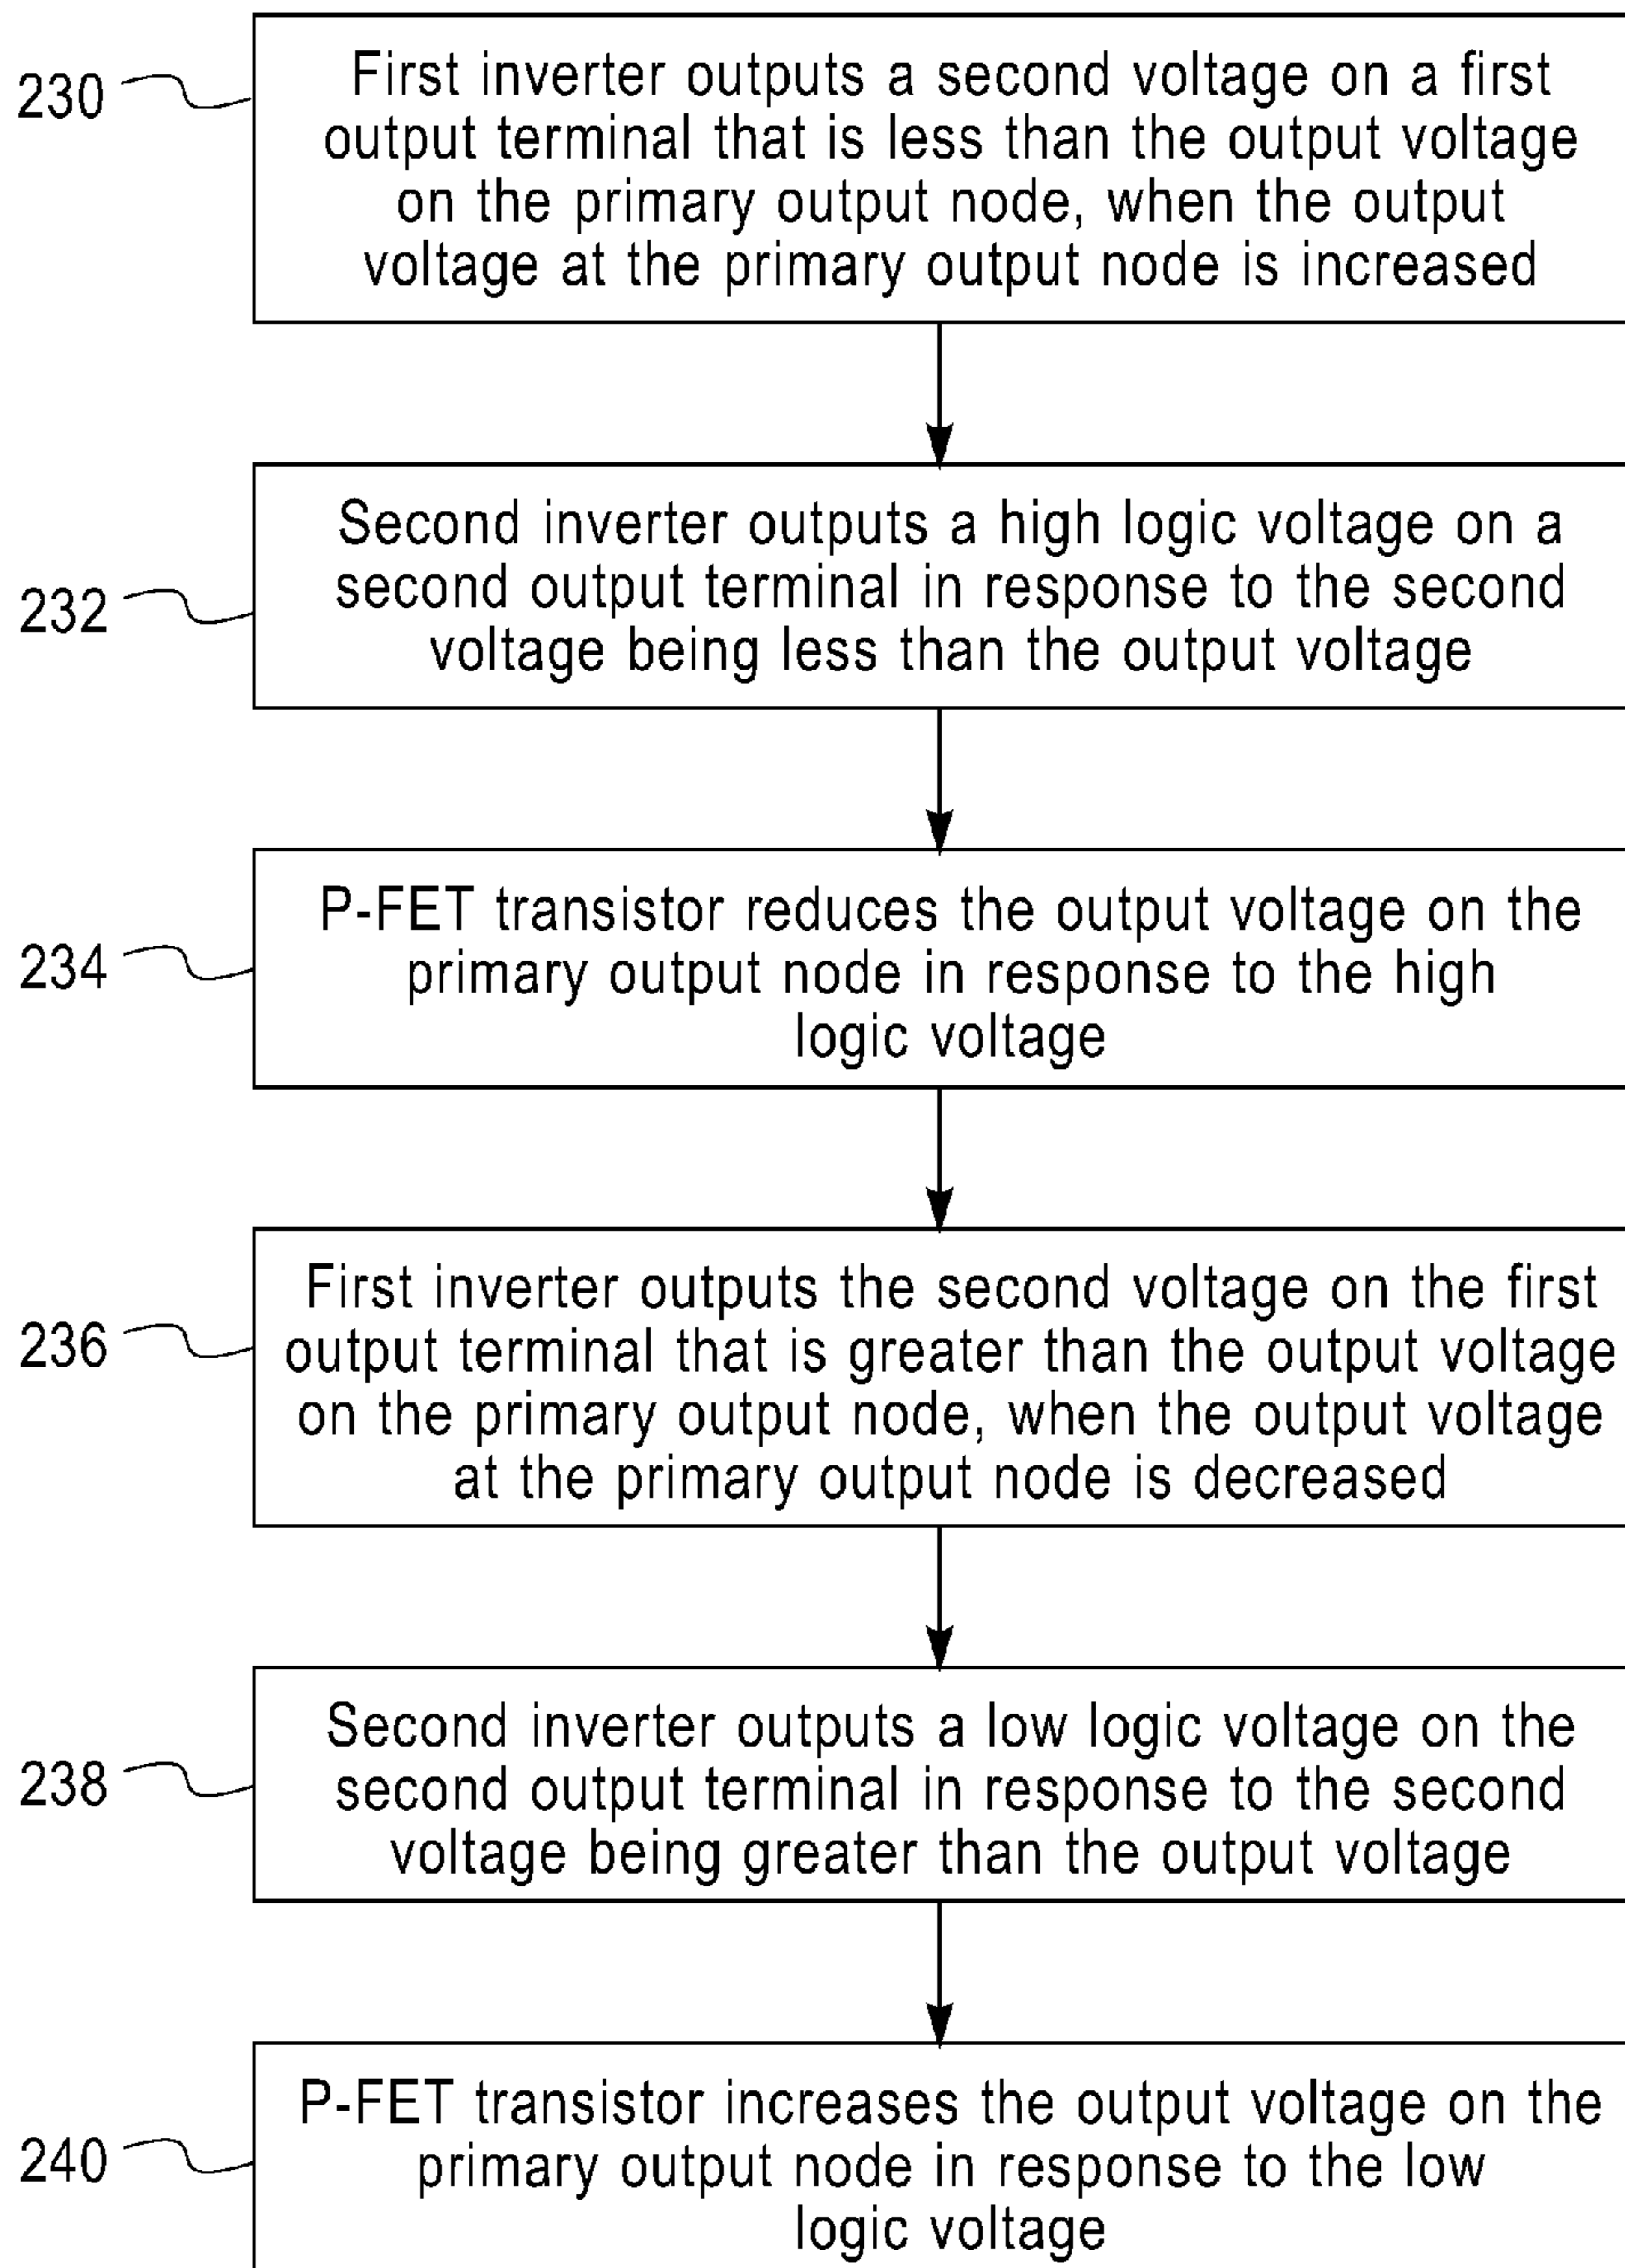 230
First inverter outputs a second voltage on a first
output terminal that is less than the output voltage
on the primary output node, when the output
voltage at the primary output node is increased
232
Second inverter outputs a high logic voltage on a
second output terminal in response to the second
voltage being less than the output voltage
234
P-FET transistor reduces the output voltage on the
primary output node in response to the high
logic voltage
236
First inverter outputs the second voltage on the first
output terminal that is greater than the output voltage
on the primary output node, when the output voltage
at the primary output node is decreased
238
Second inverter outputs a low logic voltage on the
second output terminal in response to the second
voltage being greater than the output voltage
240
P-FET transistor increases the output voltage on the
primary output node in response to the low
logic voltage